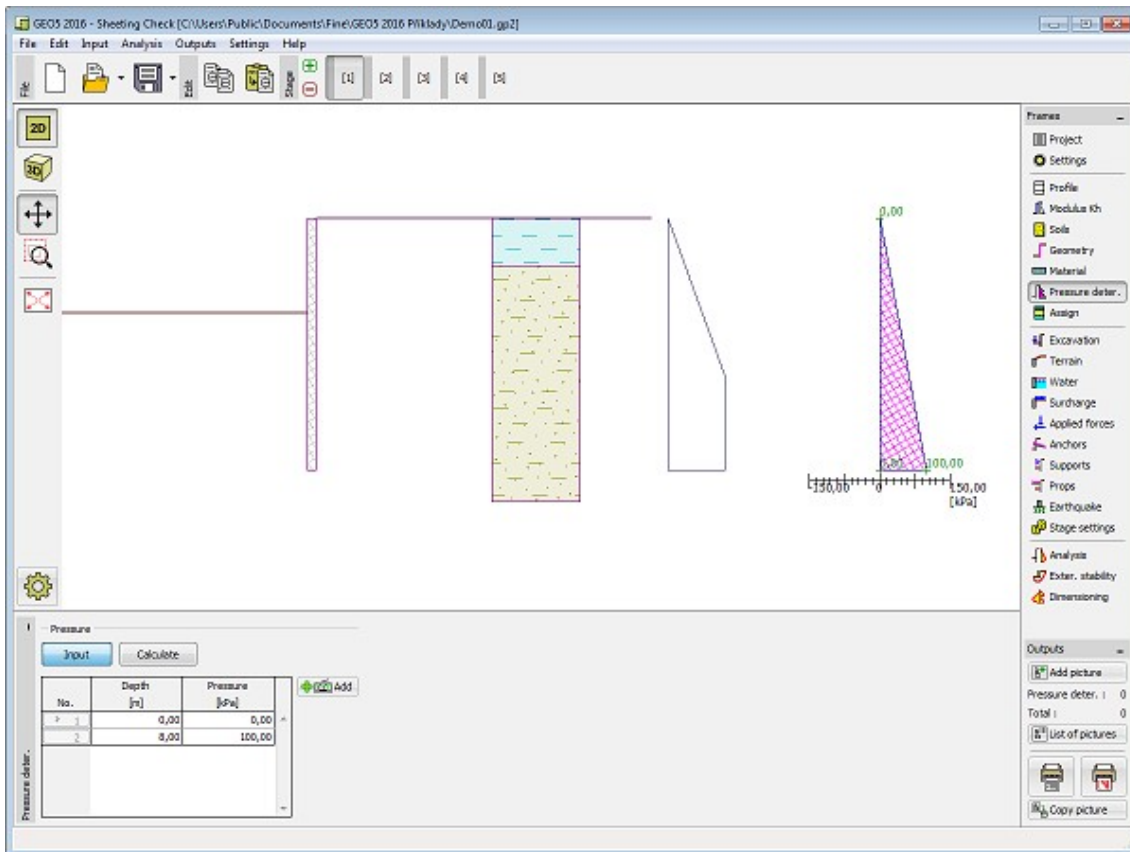 GEO5 2016 - Sheeting Check [C:\Users\Public\Documents\Fine\GEO5 2016 Příklady\Demo01.gp2]
File Edit Input Analysis Outputs Settings Help
File Edit Stage [1] [2] [3] [4] [5]
2D
3D
0,00
100,00
-150,00 0 150,00
[kPa]
Frames
Project
Settings
Profile
Modulus Kh
Soils
Geometry
Material
Pressure deter.
Assign
Excavation
Terrain
Water
Surcharge
Applied forces
Anchors
Supports
Props
Earthquake
Stage settings
Analysis
Exter. stability
Dimensioning
Pressure
Input Calculate
No. Depth [m] Pressure [kPa]
Add
1 0,00 0,00
2 8,00 100,00
Pressure deter.
Outputs
Add picture
Pressure deter. : 0
Total : 0
List of pictures
Copy picture